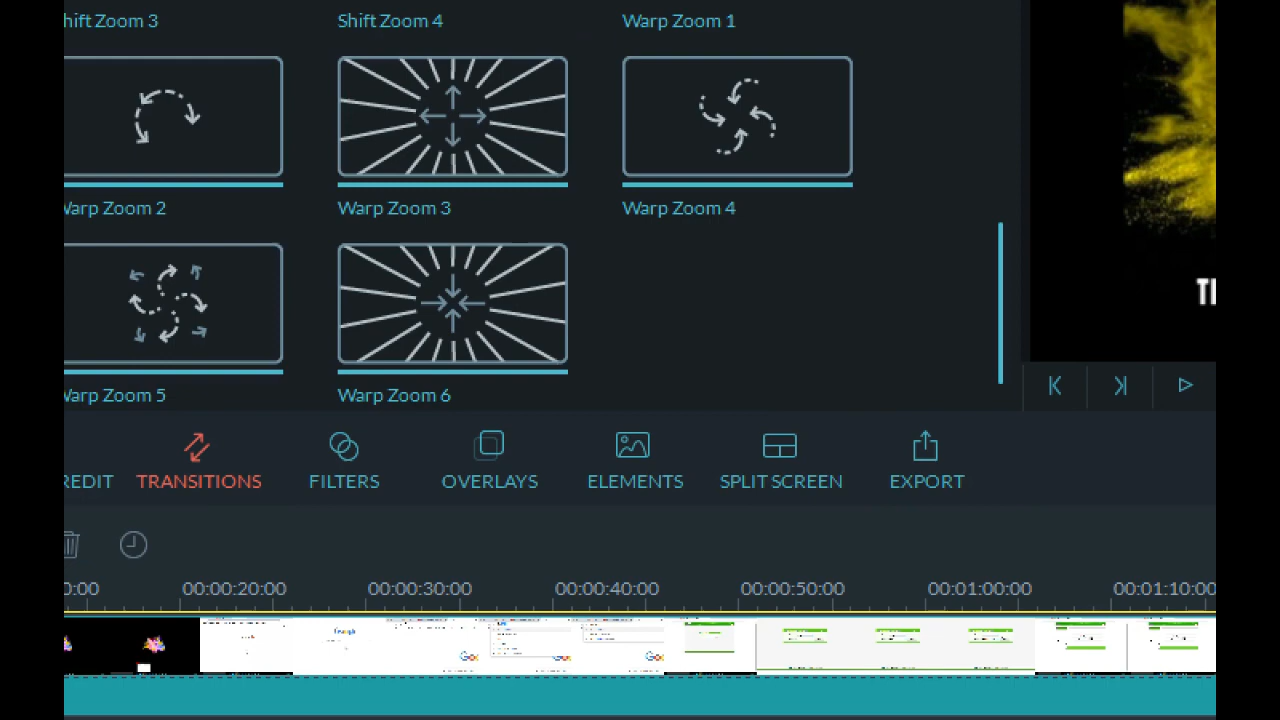 hift Zoom 3 Shift Zoom 4 Warp Zoom 1
Warp Zoom 2 Warp Zoom 3 Warp Zoom 4
Warp Zoom 5 Warp Zoom 6
TI
REDIT TRANSITIONS FILTERS OVERLAYS ELEMENTS SPLIT SCREEN EXPORT
0:00 00:00:20:00 00:00:30:00 00:00:40:00 00:00:50:00 00:01:00:00 00:01:10:00